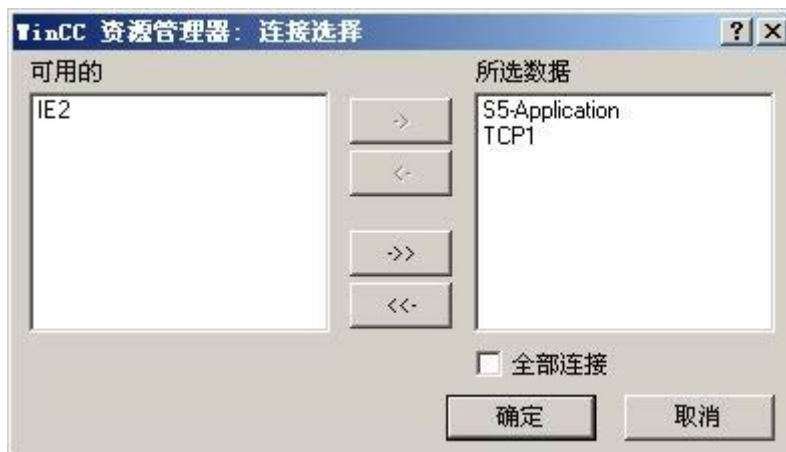 WinCC 资源管理器: 连接选择
可用的
所选数据
IE2
S5-Application
TCP1
->
<-
->>
<<-
全部连接
确定
取消